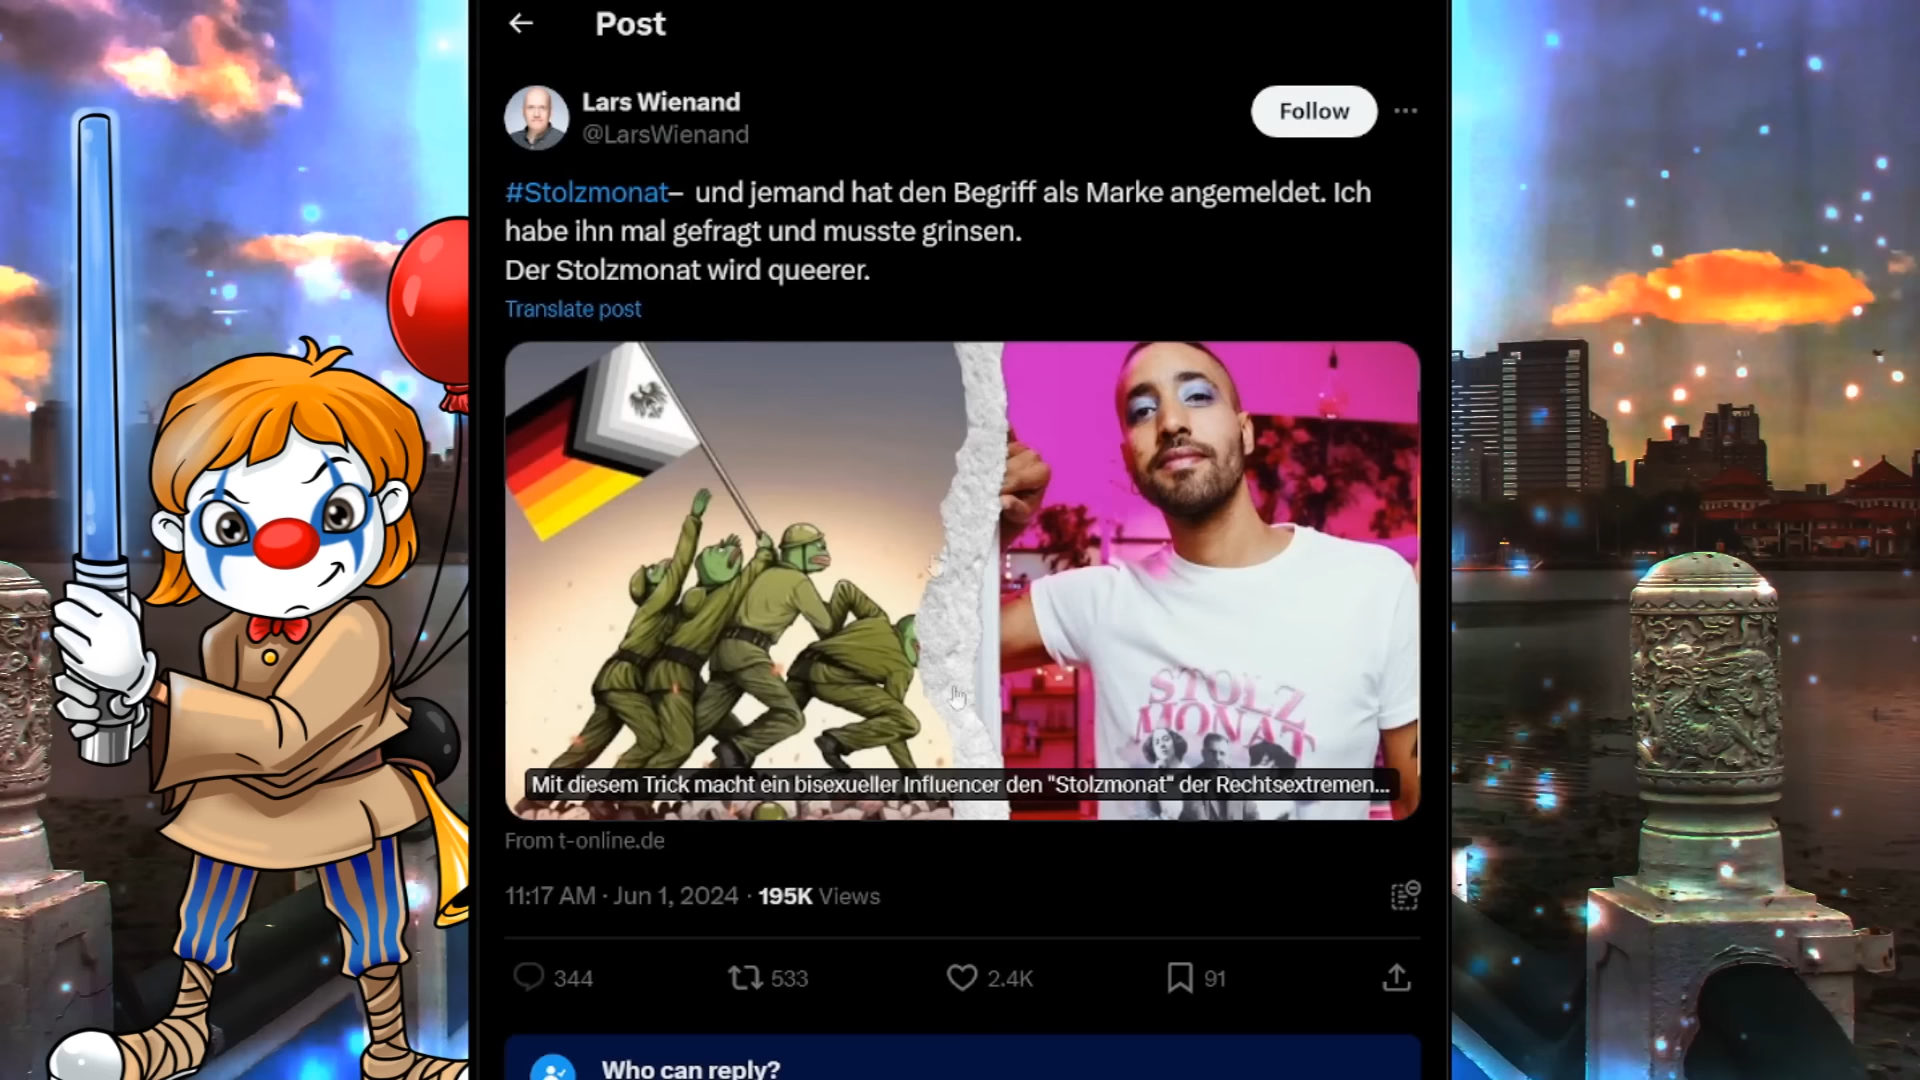 Post
Lars Wienand
@LarsWienand
Follow
#Stolzmonat– und jemand hat den Begriff als Marke angemeldet. Ich
habe ihn mal gefragt und musste grinsen.
Der Stolzmonat wird queerer.
Translate post
STOLZ
MONAT
Mit diesem Trick macht ein bisexueller Influencer den "Stolzmonat" der Rechtsextremen...
From t-online.de
11:17 AM · Jun 1, 2024 · 195K Views
344
533
2.4K
91
Who can reply?